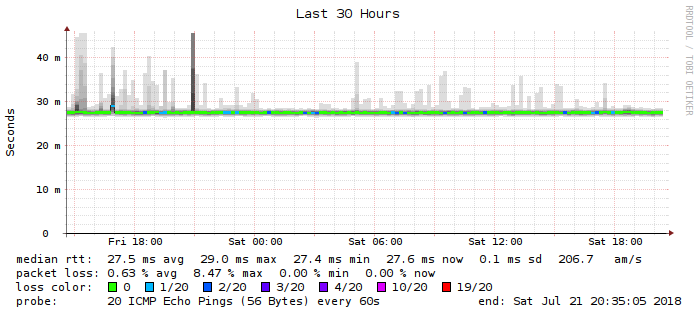 Last 30 Hours
RRDTOOL / TOBI OETIKER
Seconds
40 m
30 m
20 m
10 m
0
Fri 18:00 Sat 00:00 Sat 06:00 Sat 12:00 Sat 18:00
median rtt: 27.5 ms avg 29.0 ms max 27.4 ms min 27.6 ms now 0.1 ms sd 206.7 am/s
packet loss: 0.63 % avg 8.47 % max 0.00 % min 0.00 % now
loss color: 0 1/20 2/20 3/20 4/20 10/20 19/20
probe: 20 ICMP Echo Pings (56 Bytes) every 60s end: Sat Jul 21 20:35:05 2018